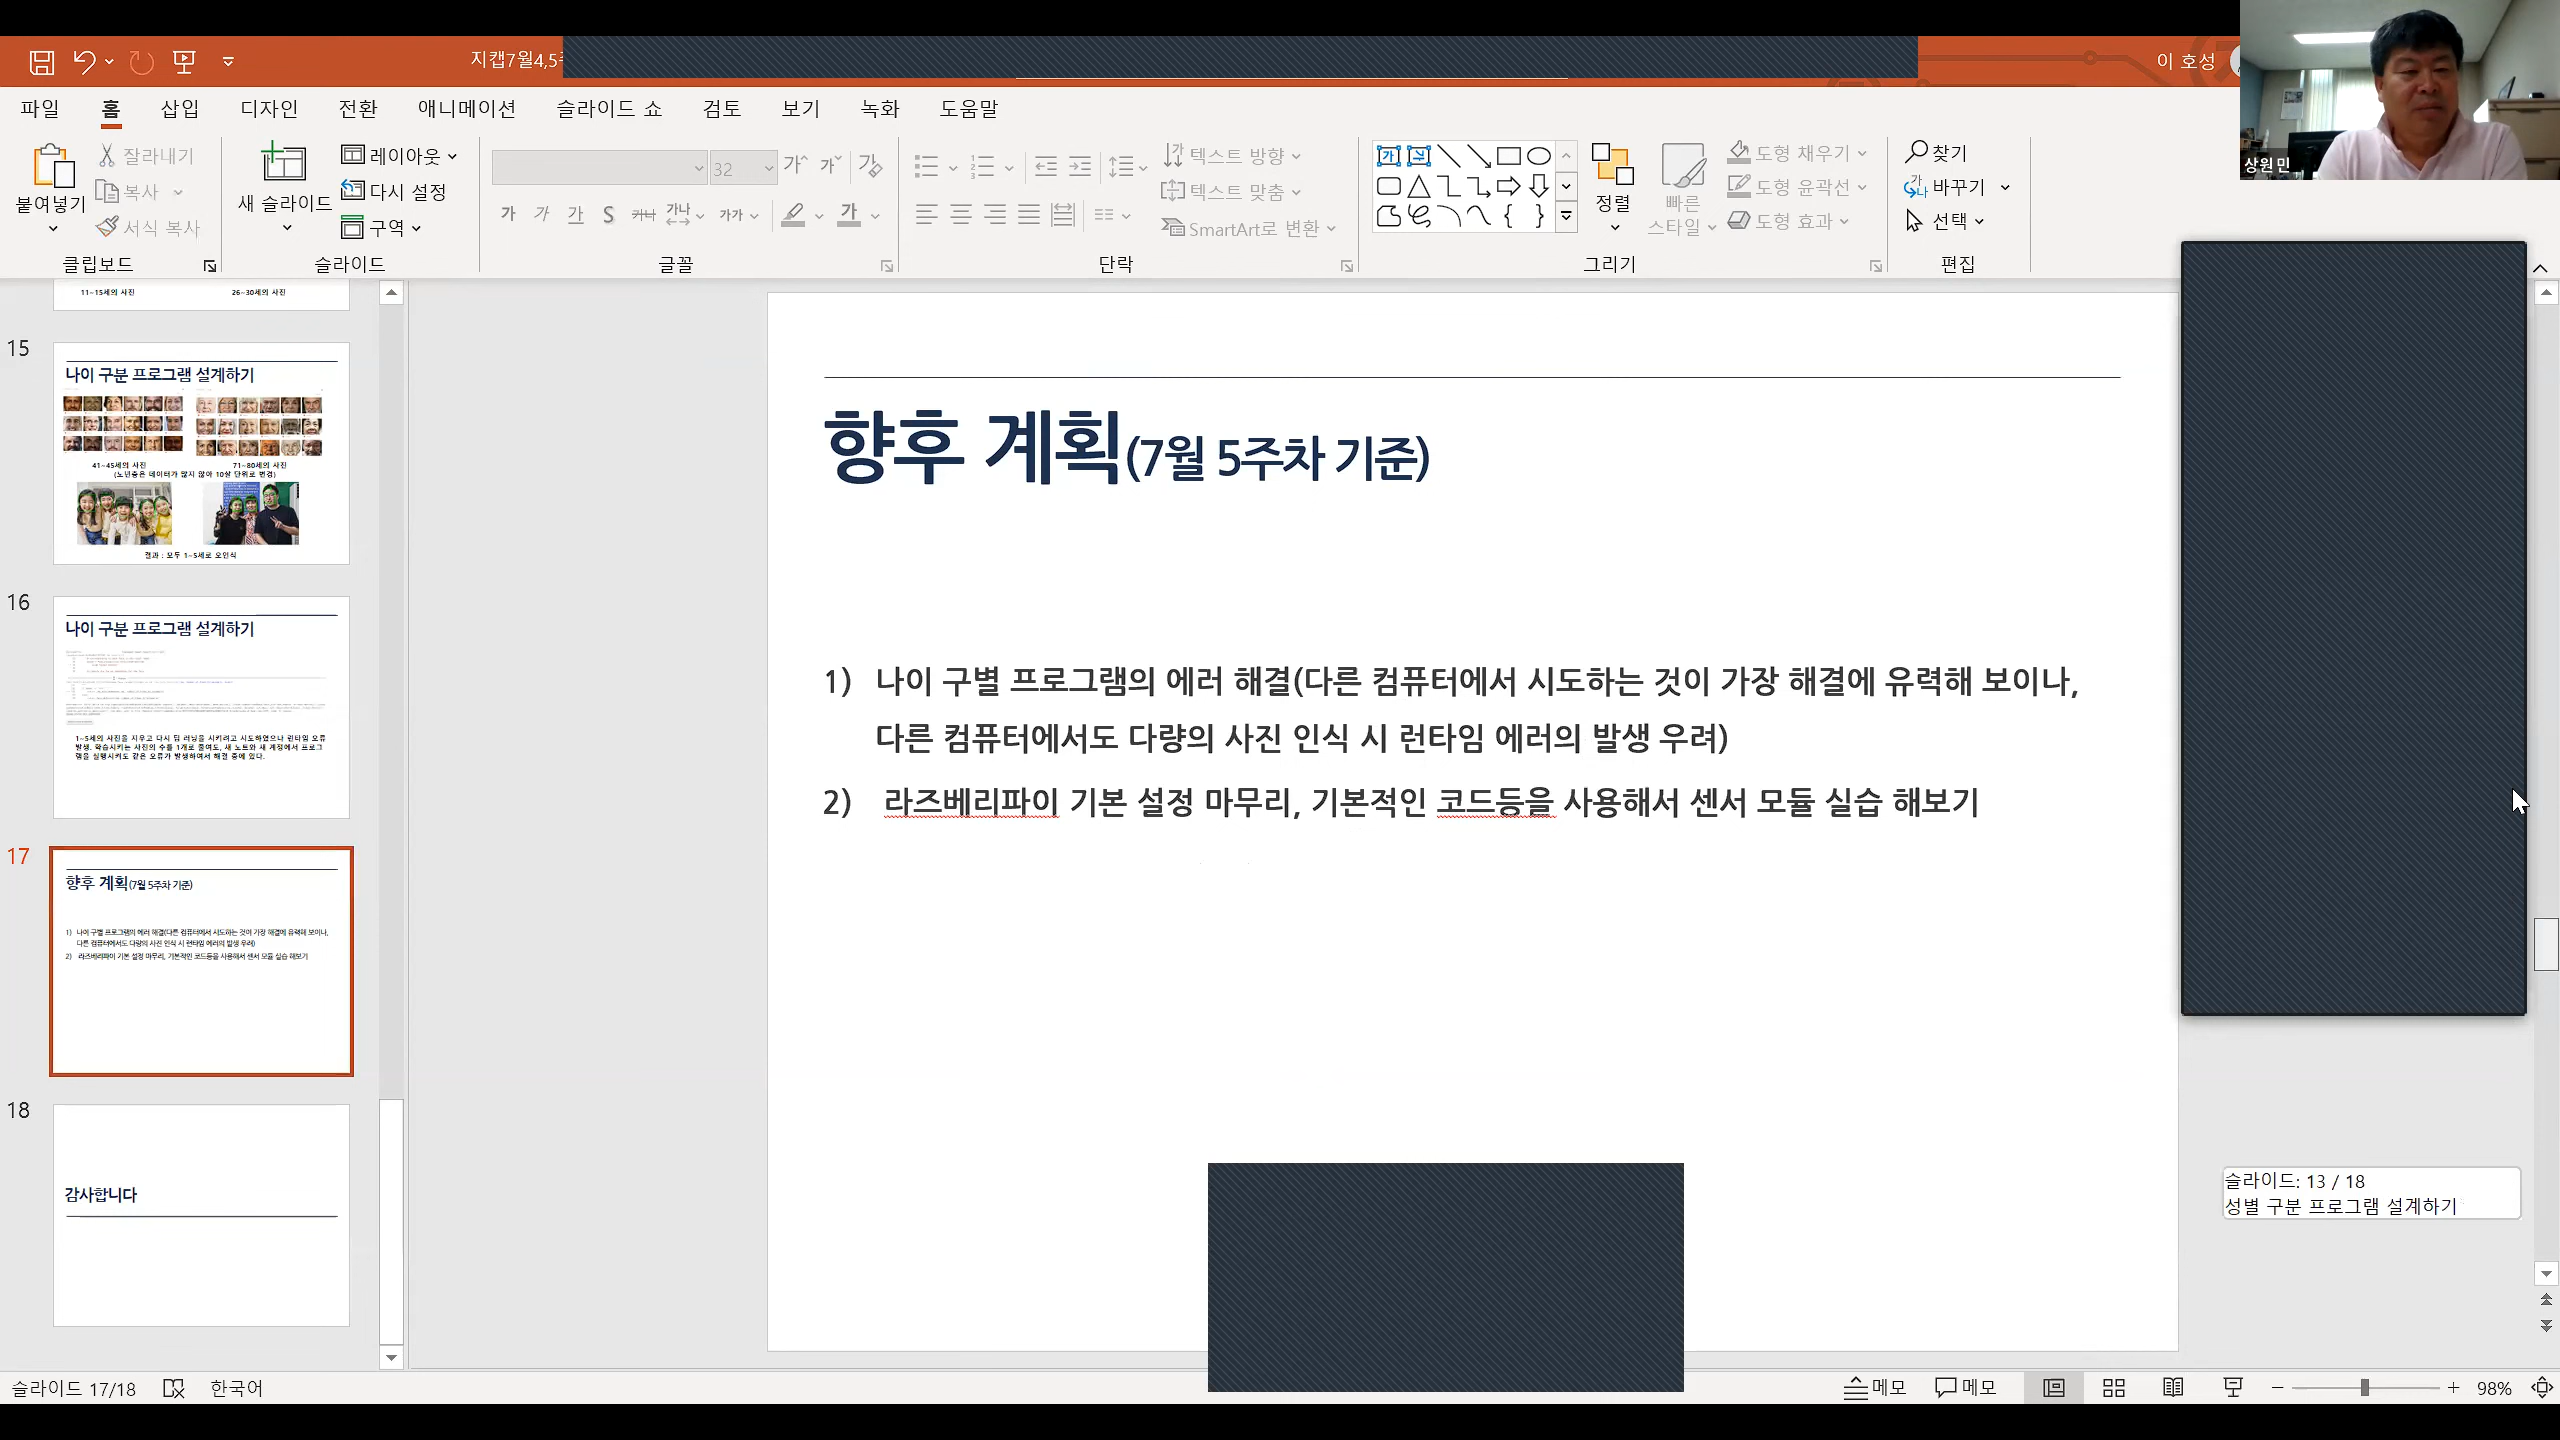 지캡7월4,5
이 호성
상원 민
파일 홈 삽입 디자인 전환 애니메이션 슬라이드 쇼 검토 보기 녹화 도움말
붙여넣기
잘라내기
복사
서식 복사
클립보드
새 슬라이드
레이아웃
다시 설정
구역
슬라이드
32
가 가 가 S 가나 가가 가
글꼴
텍스트 방향
텍스트 맞춤
SmartArt로 변환
단락
정렬
빠른
스타일
도형 채우기
도형 윤곽선
도형 효과
그리기
찾기
바꾸기
선택
편집
11~15세의 사진 26~30세의 사진
15
나이 구분 프로그램 설계하기
41~45세의 사진 71~80세의 사진
(노년층은 데이터가 많지 않아 10살 단위로 변경)
결과 : 모두 1~5세로 오인식
16
나이 구분 프로그램 설계하기
1~5세의 사진을 지우고 다시 딥 러닝을 시키려고 시도하였으나 런타임 오류
발생. 학습시키는 사진의 수를 1개로 줄여도, 새 노트와 새 계정에서 프로그
램을 실행시켜도 같은 오류가 발생하여서 해결 중에 있다.
17
향후 계획(7월 5주차 기준)
1) 나이 구별 프로그램의 에러 해결(다른 컴퓨터에서 시도하는 것이 가장 해결에 유력해 보이나,
다른 컴퓨터에서도 다량의 사진 인식 시 런타임 에러의 발생 우려)
2) 라즈베리파이 기본 설정 마무리, 기본적인 코드등을 사용해서 센서 모듈 실습 해보기
18
감사합니다
향후 계획(7월 5주차 기준)
1) 나이 구별 프로그램의 에러 해결(다른 컴퓨터에서 시도하는 것이 가장 해결에 유력해 보이나,
다른 컴퓨터에서도 다량의 사진 인식 시 런타임 에러의 발생 우려)
2) 라즈베리파이 기본 설정 마무리, 기본적인 코드등을 사용해서 센서 모듈 실습 해보기
슬라이드: 13 / 18
성별 구분 프로그램 설계하기
슬라이드 17/18 한국어
메모 메모 98%